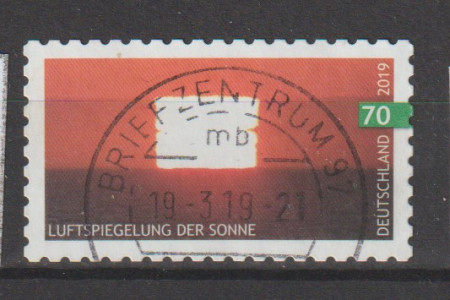 DEUTSCHLAND 2019
70
BRIEFZENTRUM 97
mb
19-3.19-21
LUFTSPIEGELUNG DER SONNE